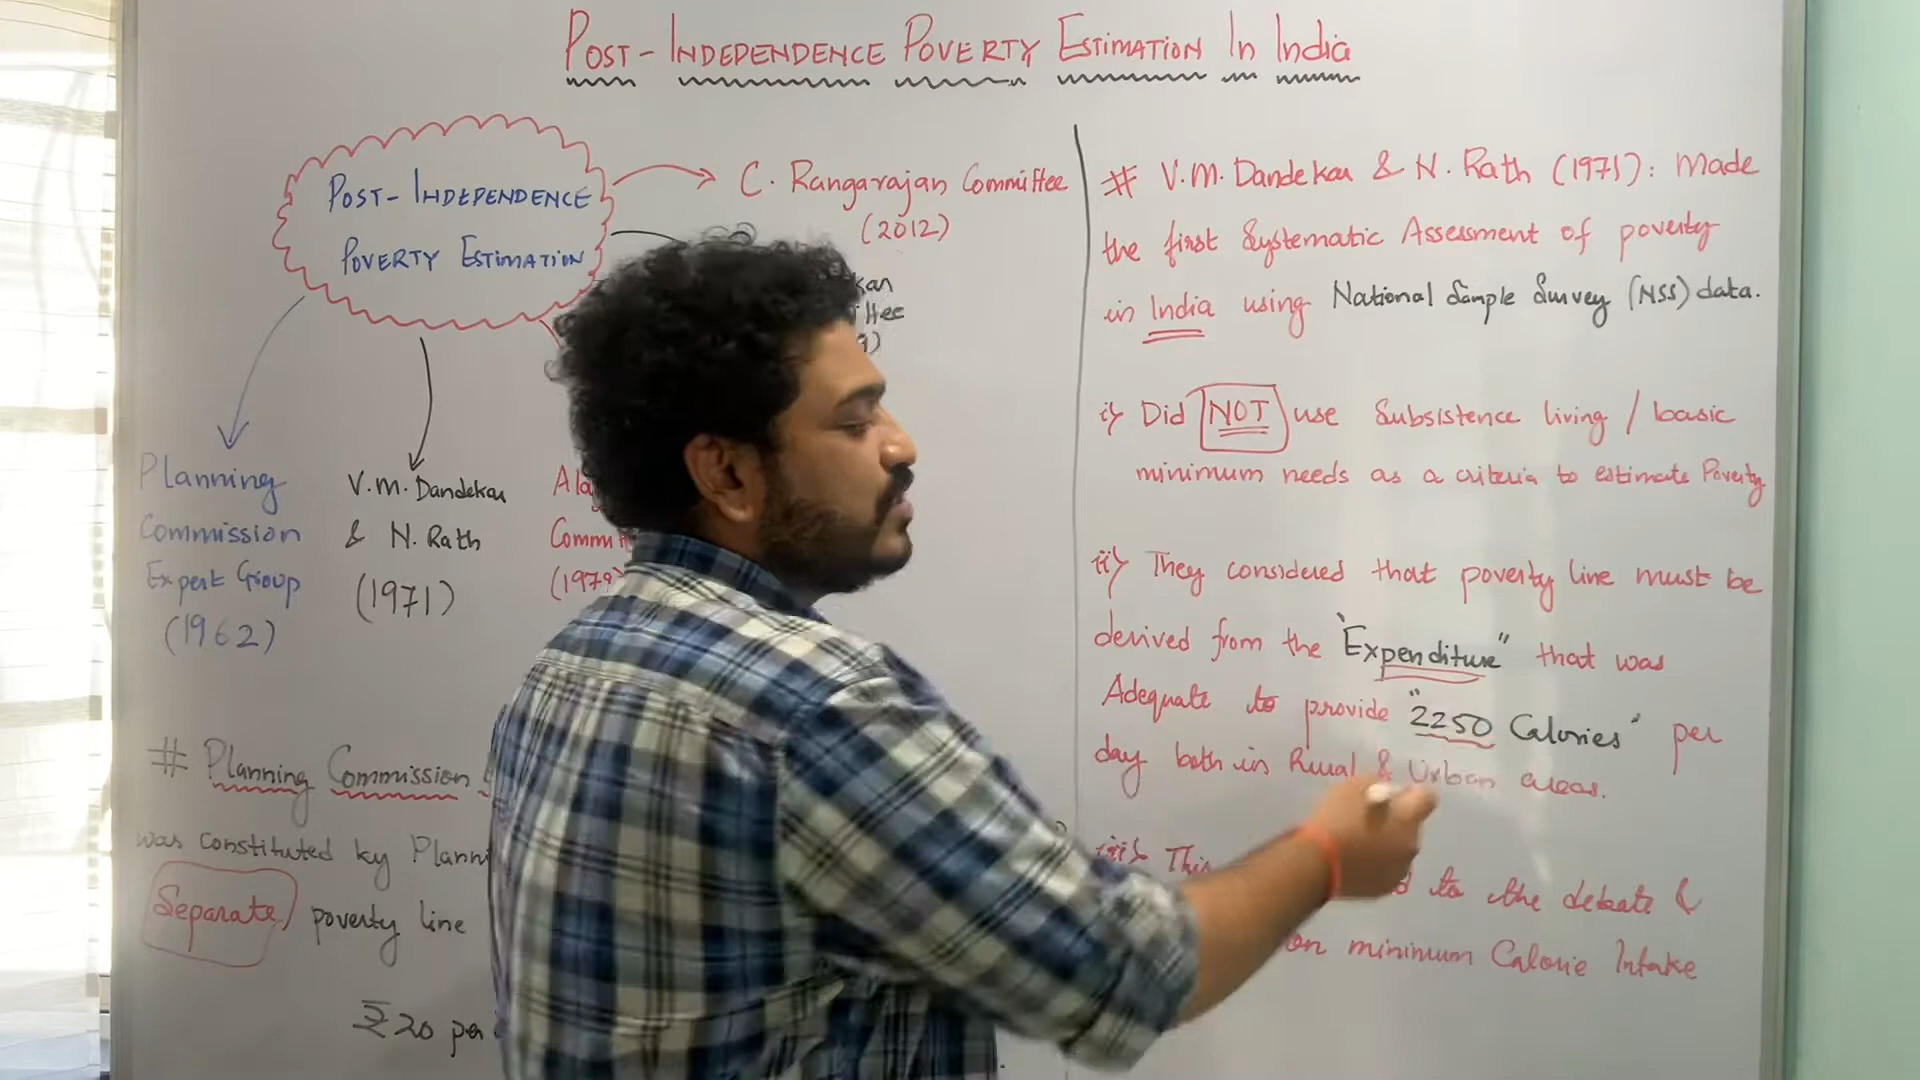 POST-INDEPENDENCE POVERTY ESTIMATION IN India
POST-INDEPENDENCE
POVERTY ESTIMATION
C. Rangarajan Committee
(2012)
Planning
Commission
Expert Group
(1962)
V.M. Dandekar
& N. Rath
(1971)
# Planning Commission
was constituted by
Separate poverty line
₹20 per
# V.M. Dandekar & N. Rath (1971): Made
the first Systematic Assessment of poverty
in India using National Sample Survey (NSS) data.
i) Did NOT use Subsistence living / basic
minimum needs as a criteria to estimate Poverty
ii) They considered that poverty line must be
derived from the "Expenditure" that was
Adequate to provide "2250 Calories" per
day both in Rural & Urban areas.
iii) This to the debate &
on minimum Calorie Intake